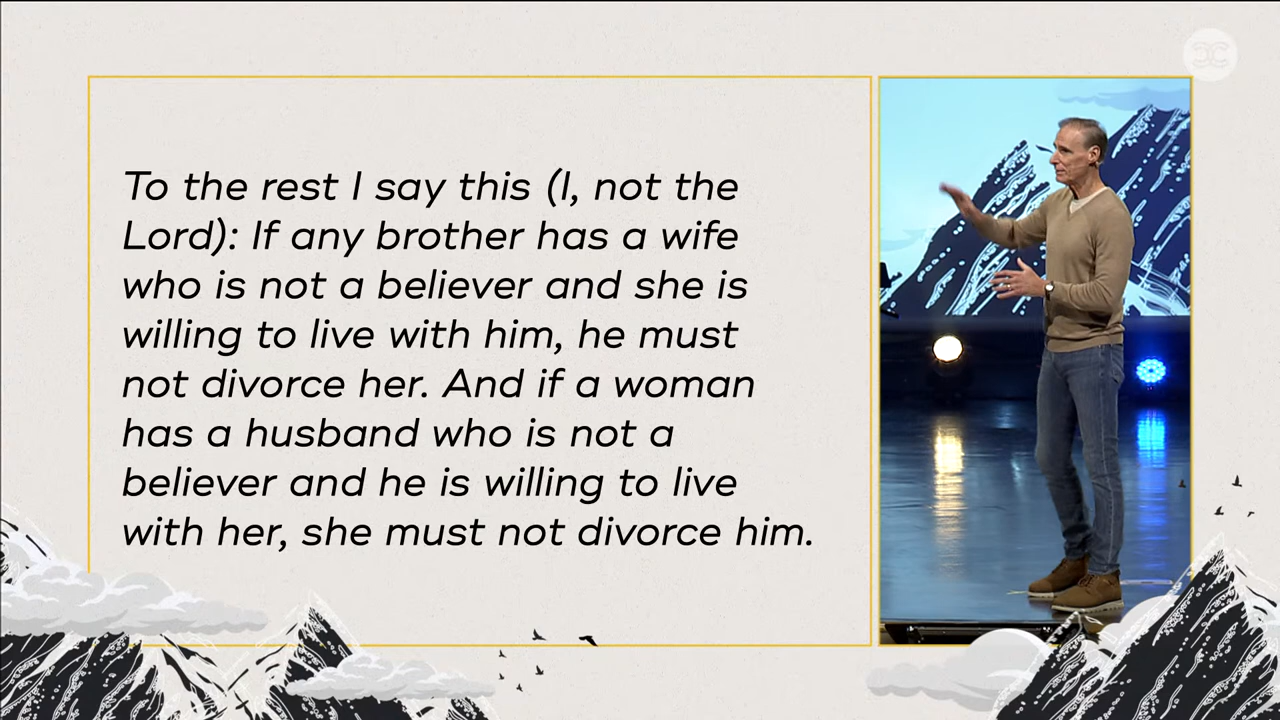 To the rest I say this (I, not the
Lord): If any brother has a wife
who is not a believer and she is
willing to live with him, he must
not divorce her. And if a woman
has a husband who is not a
believer and he is willing to live
with her, she must not divorce him.